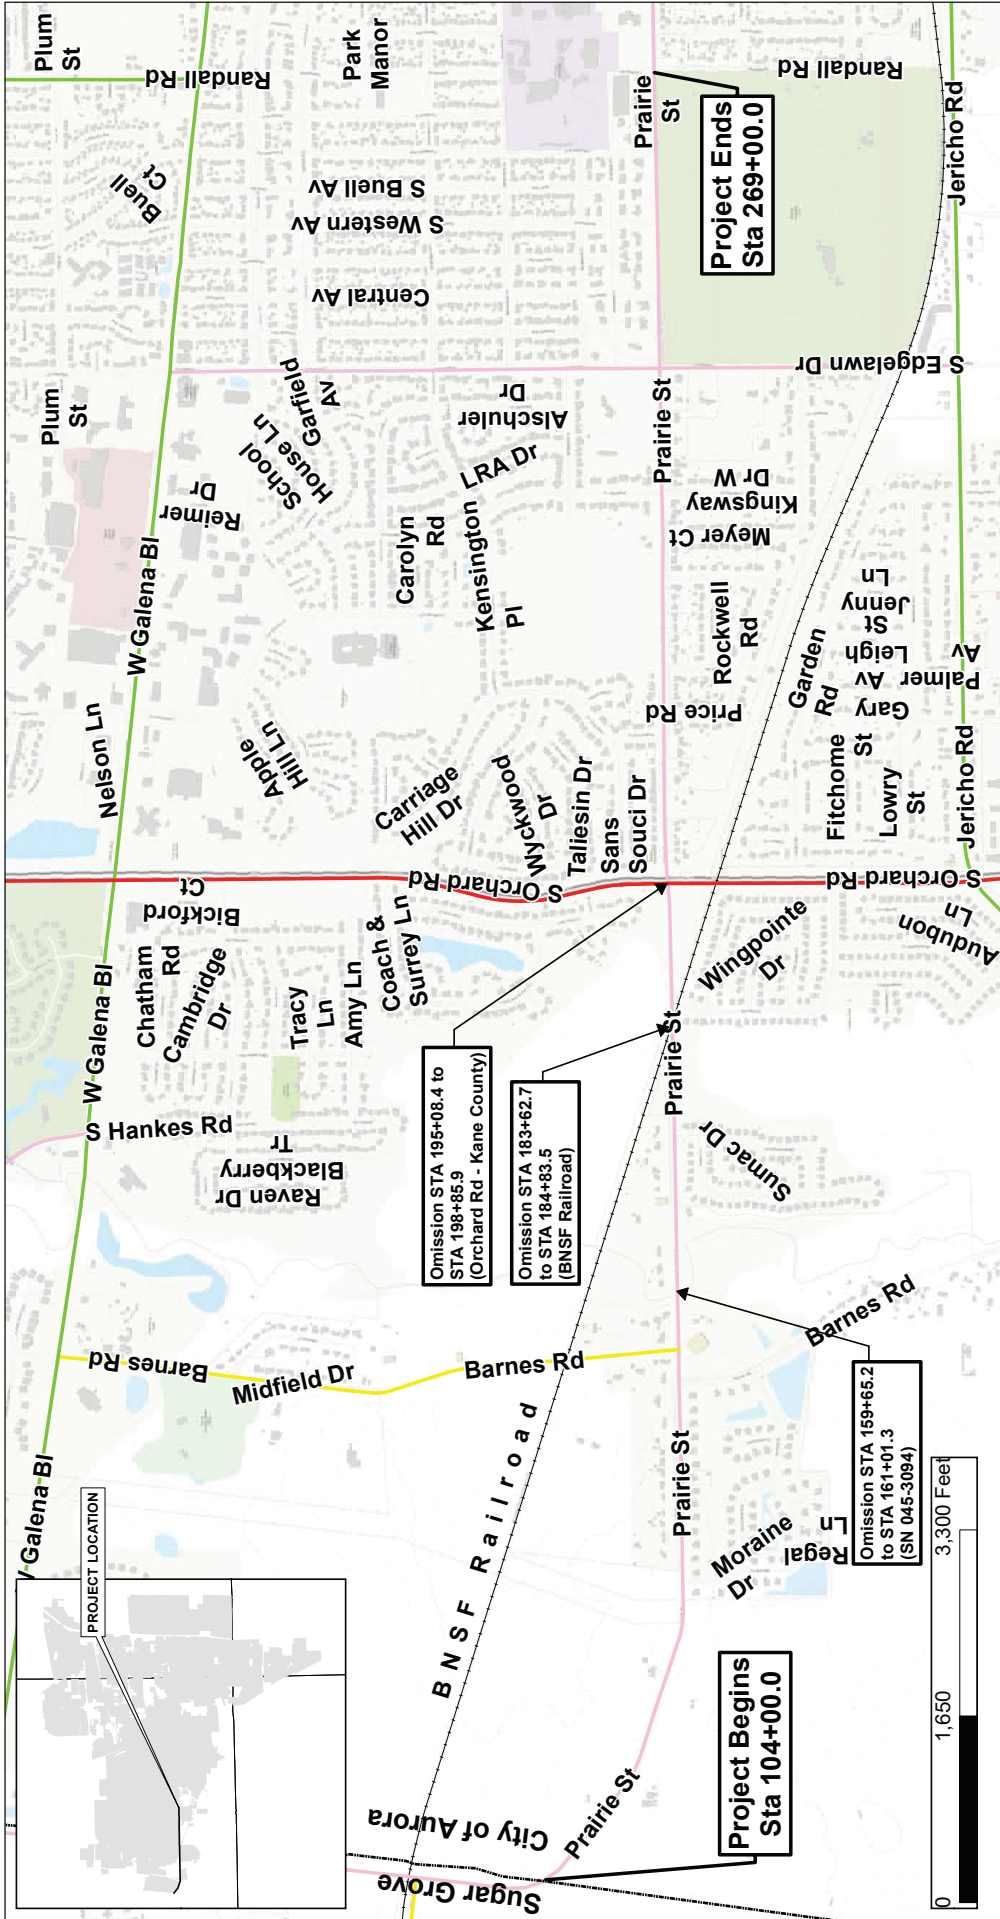 Plum
St
Randall Rd
Park
Manor
Prairie
St
Randall Rd
Jericho Rd
Buell
Ct
S Buell Av
S Western Av
Central Av
Project Ends
Sta 269+00.0
Plum
St
Garfield
Av
School
House Ln
Reimer
Dr
Alschuler
Dr
LRA Dr
Prairie St
S Edgelawn Dr
Kingsway
Dr W
Meyer Ct
W Galena Bl
Carolyn
Rd
Kensington
Pl
Rockwell
Rd
Price Rd
Garden
Rd
Jenny
Ln
Leigh
St
Gary
Av
Palmer
Av
Fitchome
St
Lowry
St
Jericho Rd
Nelson Ln
Apple
Hill Ln
Carriage
Hill Dr
Wyckwood
Dr
Taliesin Dr
Sans
Souci Dr
S Orchard Rd
S Orchard Rd
Bickford
Ct
W Galena Bl
Chatham
Rd
Cambridge
Dr
Tracy
Ln
Amy Ln
Coach &
Surrey Ln
Wingpointe
Dr
Audubon
Ln
Prairie St
S Hankes Rd
Blackberry
Tr
Raven Dr
Sumac Dr
Omission STA 195+08.4 to
STA 198+85.9
(Orchard Rd - Kane County)
Omission STA 183+62.7
to STA 184+83.5
(BNSF Railroad)
Barnes Rd
Midfield Dr
Barnes Rd
Barnes Rd
Omission STA 159+65.2
to STA 161+01.3
(SN 045-3094)
Prairie St
Moraine
Dr
Regal
Ln
BNSF Railroad
Galena Bl
PROJECT LOCATION
City of Aurora
Sugar Grove
Prairie St
Project Begins
Sta 104+00.0
0
1,650
3,300 Feet